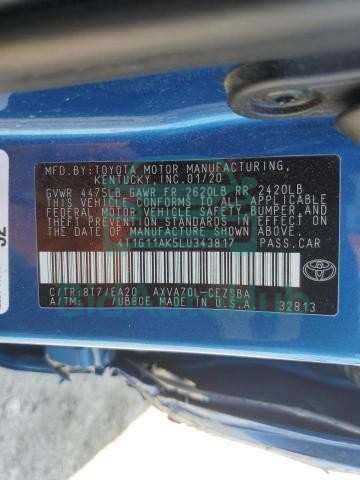 MFD.BY:TOYOTA MOTOR MANUFACTURING,
KENTUCKY, INC.01/20
GVWR 4475LB GAWR FR 2620LB RR 2420LB
THIS VEHICLE CONFORMS TO ALL APPLICABLE
FEDERAL MOTOR VEHICLE SAFETY, BUMPER, AND
THEFT PREVENTION STANDARDS IN EFFECT ON
THE DATE OF MANUFACTURE SHOWN ABOVE.
4T1G11AK5LU343817 PASS.CAR
C/TR:8T7/EA20 AXVA70L-CEZSBA
A/TM: /UB80E MADE IN U.S.A. 32813
TOYOTA